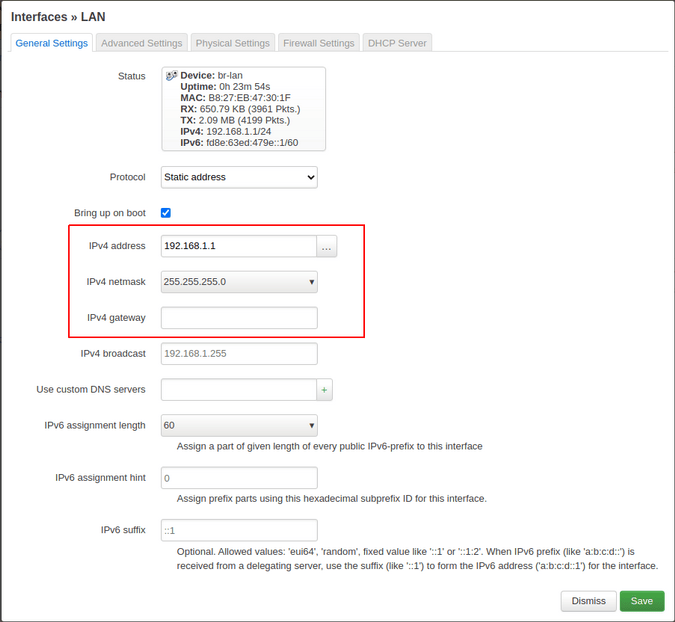 Interfaces » LAN
General Settings Advanced Settings Physical Settings Firewall Settings DHCP Server
Status
Device: br-lan
Uptime: 0h 23m 54s
MAC: B8:27:EB:47:30:1F
RX: 650.79 KB (3961 Pkts.)
TX: 2.09 MB (4199 Pkts.)
IPv4: 192.168.1.1/24
IPv6: fd8e:63ed:479e::1/60
Protocol Static address
Bring up on boot
IPv4 address 192.168.1.1 ...
IPv4 netmask 255.255.255.0
IPv4 gateway
IPv4 broadcast 192.168.1.255
Use custom DNS servers +
IPv6 assignment length 60
Assign a part of given length of every public IPv6-prefix to this interface
IPv6 assignment hint 0
Assign prefix parts using this hexadecimal subprefix ID for this interface.
IPv6 suffix ::1
Optional. Allowed values: 'eui64', 'random', fixed value like '::1' or '::1:2'. When IPv6 prefix (like 'a:b:c:d::') is
received from a delegating server, use the suffix (like '::1') to form the IPv6 address ('a:b:c:d::1') for the interface.
Dismiss Save